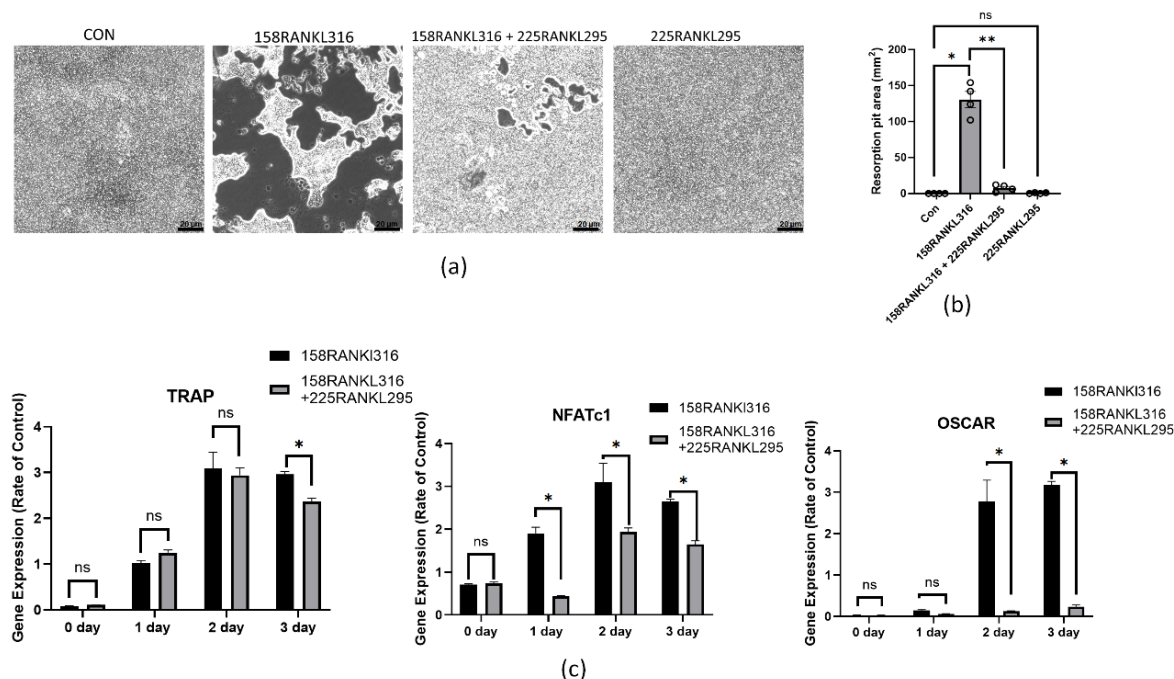 CON
158RANKL316
158RANKL316 + 225RANKL295
225RANKL295
20 µm
20 µm
20 µm
20 µm
(a)
ns
*
**
Resorption pit area (mm²)
200
150
100
50
0
Con
158RANKL316
158RANKL316 + 225RANKL295
225RANKL295
(b)
158RANKl316
158RANKL316
+225RANKL295
TRAP
Gene Expression (Rate of Control)
4
3
2
1
0
ns
ns
ns
*
0 day
1 day
2 day
3 day
158RANKl316
158RANKL316
+225RANKL295
NFATc1
Gene Expression (Rate of Control)
4
3
2
1
0
ns
*
*
*
0 day
1 day
2 day
3 day
158RANKl316
158RANKL316
+225RANKL295
OSCAR
Gene Expression (Rate of Control)
4
3
2
1
0
ns
ns
*
*
0 day
1 day
2 day
3 day
(c)